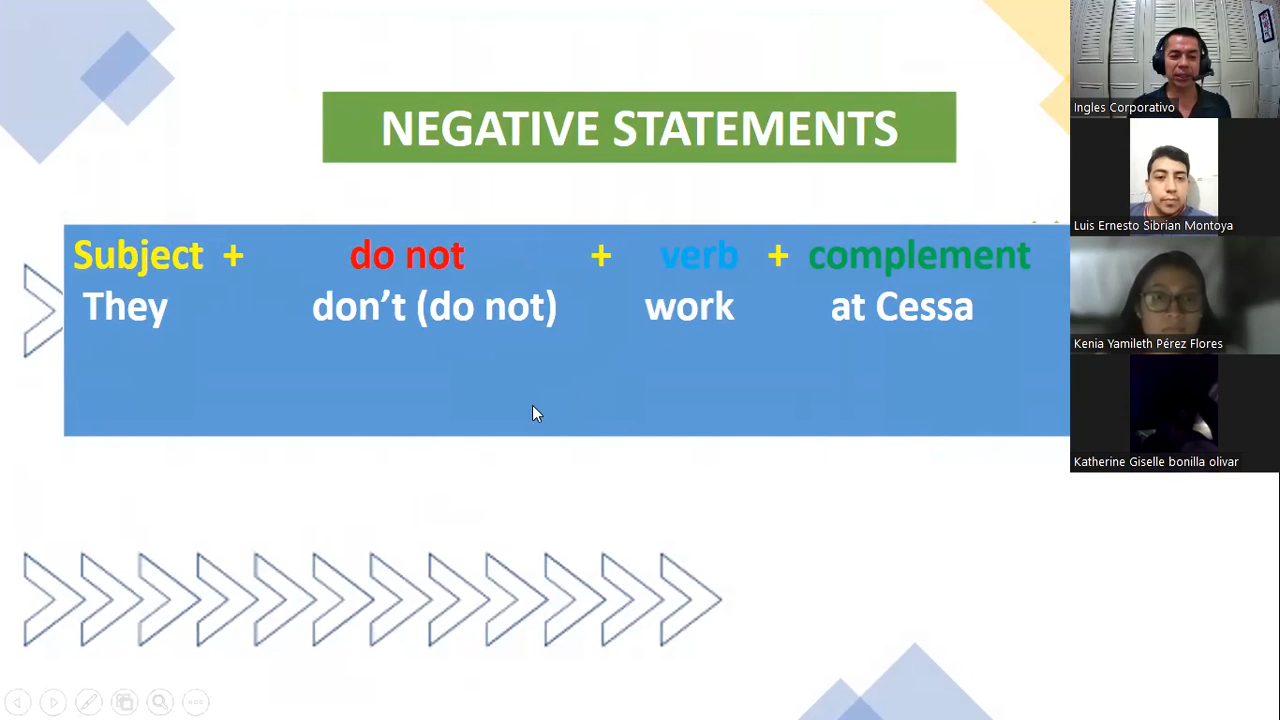 NEGATIVE STATEMENTS
Subject + do not + verb + complement
They don't (do not) work at Cessa
Ingles Corporativo
Luis Ernesto Sibrian Montoya
Kenia Yamileth Pérez Flores
Katherine Giselle bonilla olivar